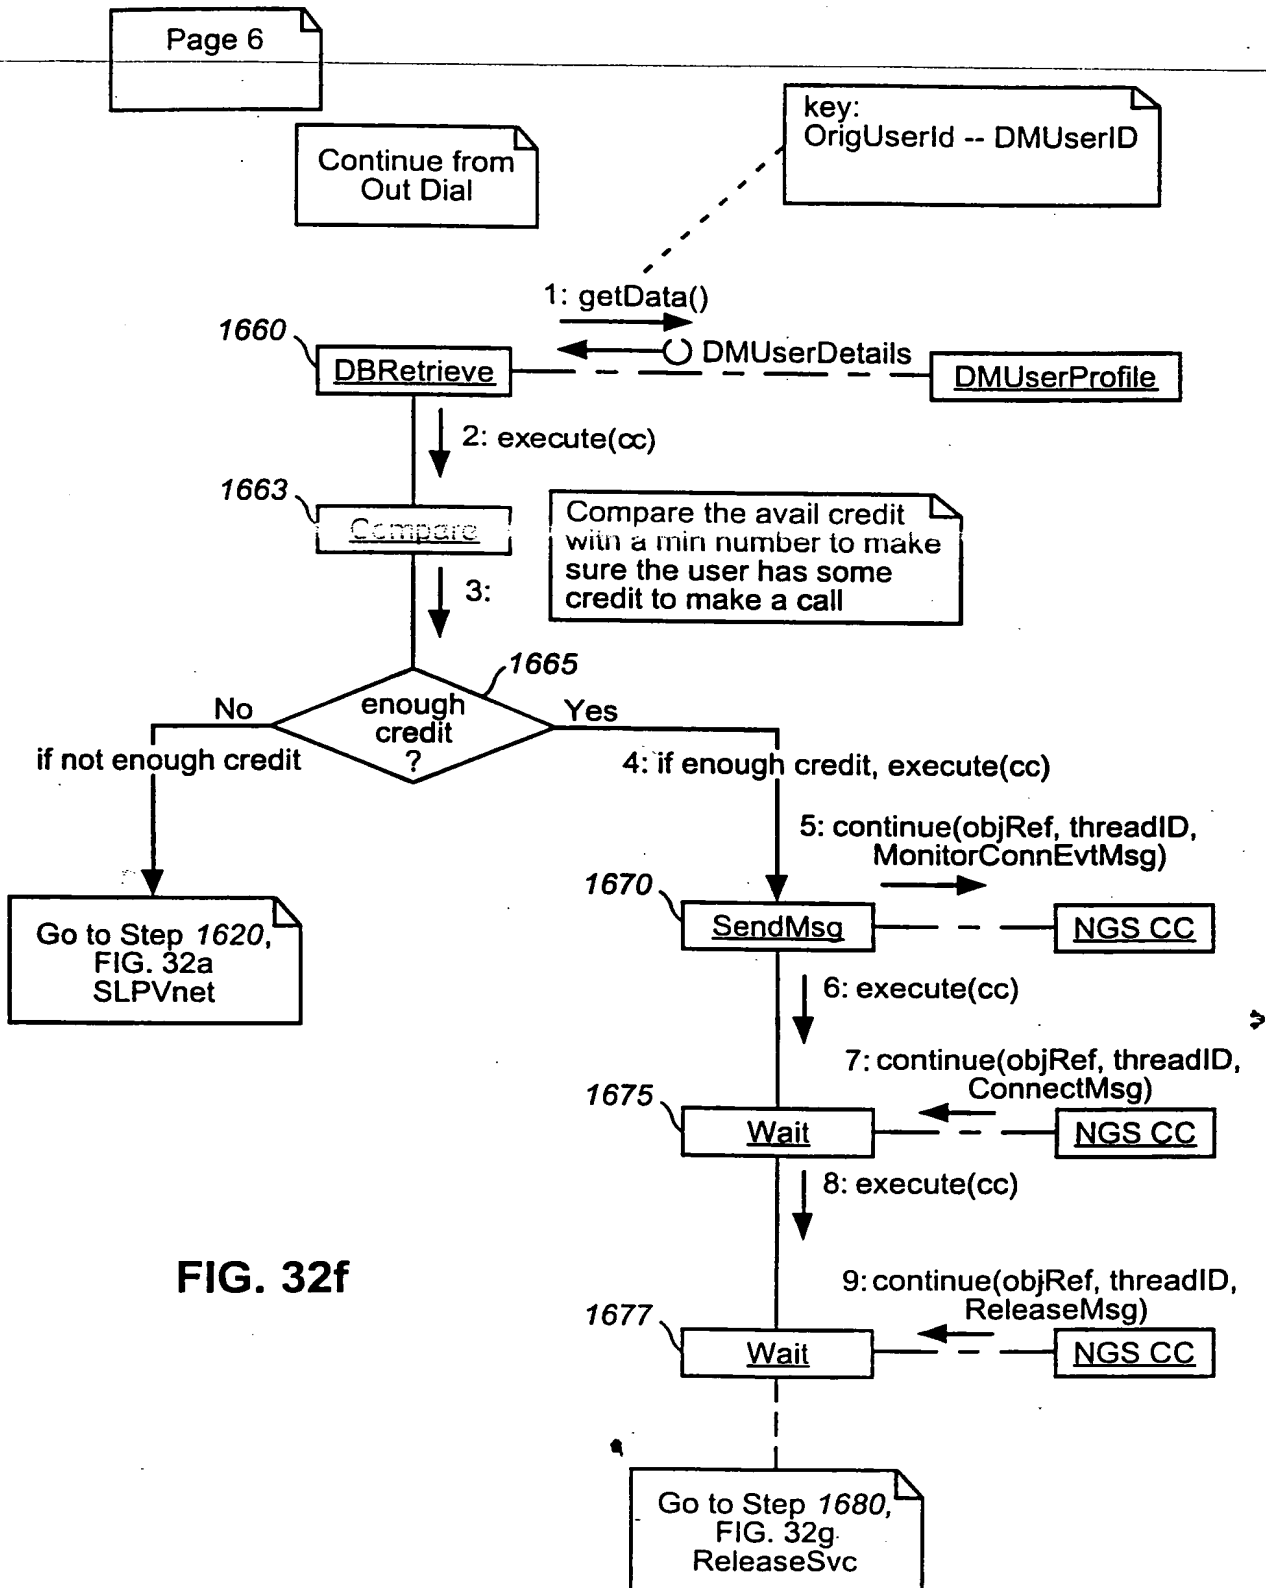 Page 6
key:
OrigUserId -- DMUserID
Continue from
Out Dial
1: getData()
1660
DMUserDetails
DBRetrieve
DMUserProfile
2: execute(cc)
1663
Compare
Compare the avail credit
with a min number to make
sure the user has some
credit to make a call
3:
1665
No
enough
credit
?
Yes
if not enough credit
4: if enough credit, execute(cc)
5: continue(objRef, threadID,
MonitorConnEvtMsg)
1670
SendMsg
NGS CC
Go to Step 1620,
FIG. 32a
SLPVnet
6: execute(cc)
7: continue(objRef, threadID,
ConnectMsg)
1675
Wait
NGS CC
8: execute(cc)
FIG. 32f
9: continue(objRef, threadID,
ReleaseMsg)
1677
Wait
NGS CC
Go to Step 1680,
FIG. 32g
ReleaseSvc